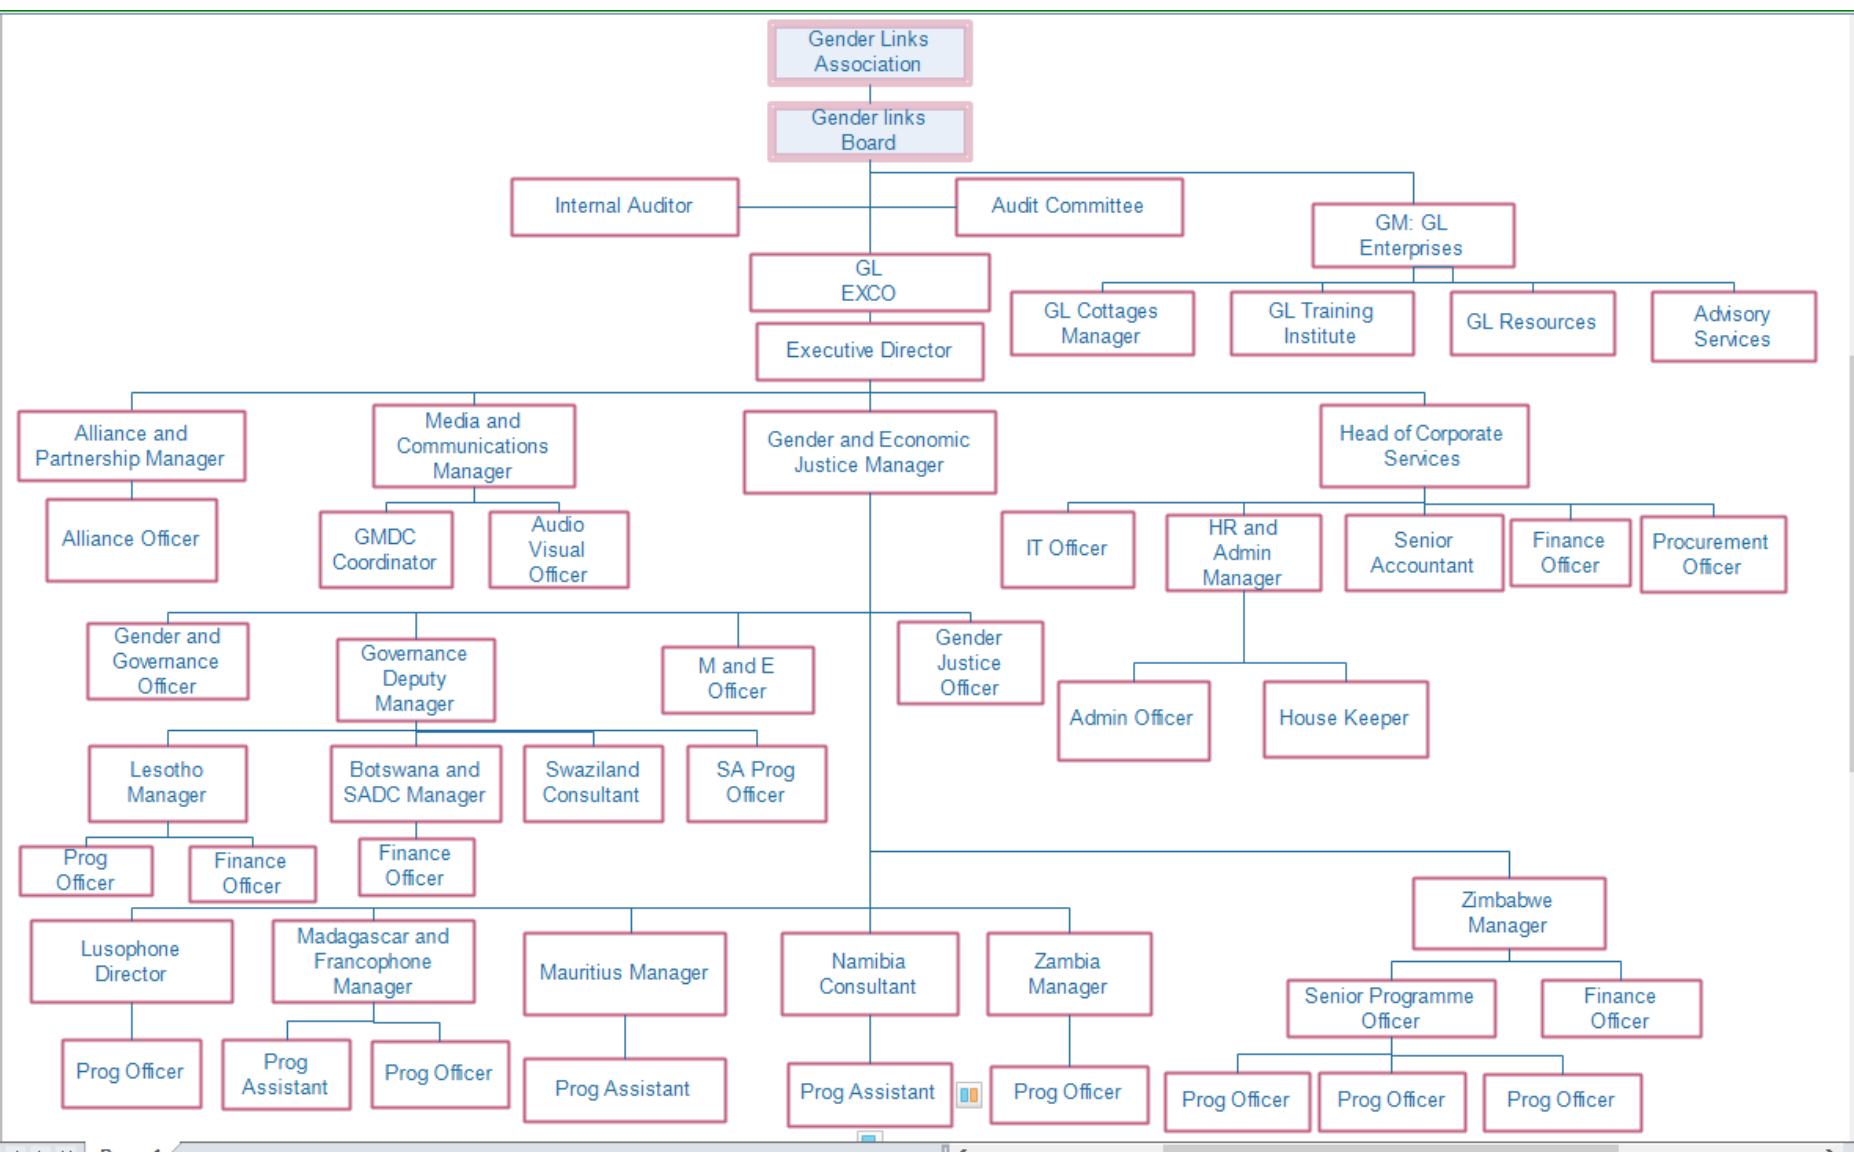 Gender Links
Association
Gender links
Board
Internal Auditor
Audit Committee
GM: GL
Enterprises
GL
EXCO
GL Cottages
Manager
GL Training
Institute
GL Resources
Advisory
Services
Executive Director
Alliance and
Partnership Manager
Media and
Communications
Manager
Gender and Economic
Justice Manager
Head of Corporate
Services
Alliance Officer
GMDC
Coordinator
Audio
Visual
Officer
IT Officer
HR and
Admin
Manager
Senior
Accountant
Finance
Officer
Procurement
Officer
Gender and
Governance
Officer
Governance
Deputy
Manager
M and E
Officer
Gender
Justice
Officer
Admin Officer
House Keeper
Lesotho
Manager
Botswana and
SADC Manager
Swaziland
Consultant
SA Prog
Officer
Prog
Officer
Finance
Officer
Finance
Officer
Zimbabwe
Manager
Lusophone
Director
Madagascar and
Francophone
Manager
Mauritius Manager
Namibia
Consultant
Zambia
Manager
Senior Programme
Officer
Finance
Officer
Prog Officer
Prog
Assistant
Prog Officer
Prog Assistant
Prog Assistant
Prog Officer
Prog Officer
Prog Officer
Prog Officer